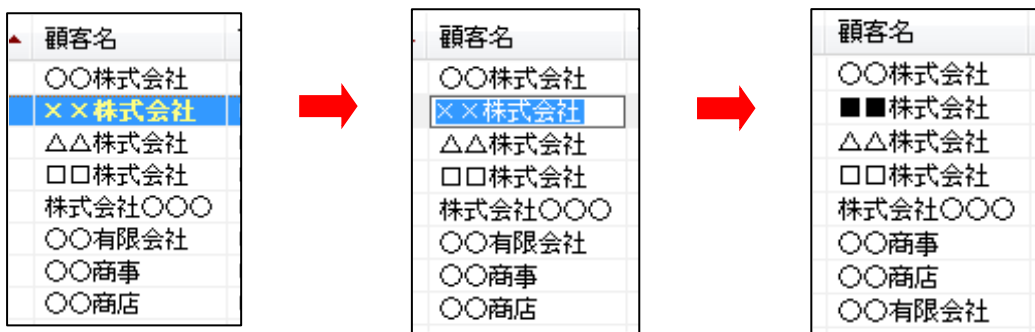 顧客名
〇〇株式会社
××株式会社
△△株式会社
□□株式会社
株式会社〇〇〇
〇〇有限会社
〇〇商事
〇〇商店
顧客名
〇〇株式会社
××株式会社
△△株式会社
□□株式会社
株式会社〇〇〇
〇〇有限会社
〇〇商事
〇〇商店
顧客名
〇〇株式会社
■■株式会社
△△株式会社
□□株式会社
株式会社〇〇〇
〇〇商事
〇〇商店
〇〇有限会社